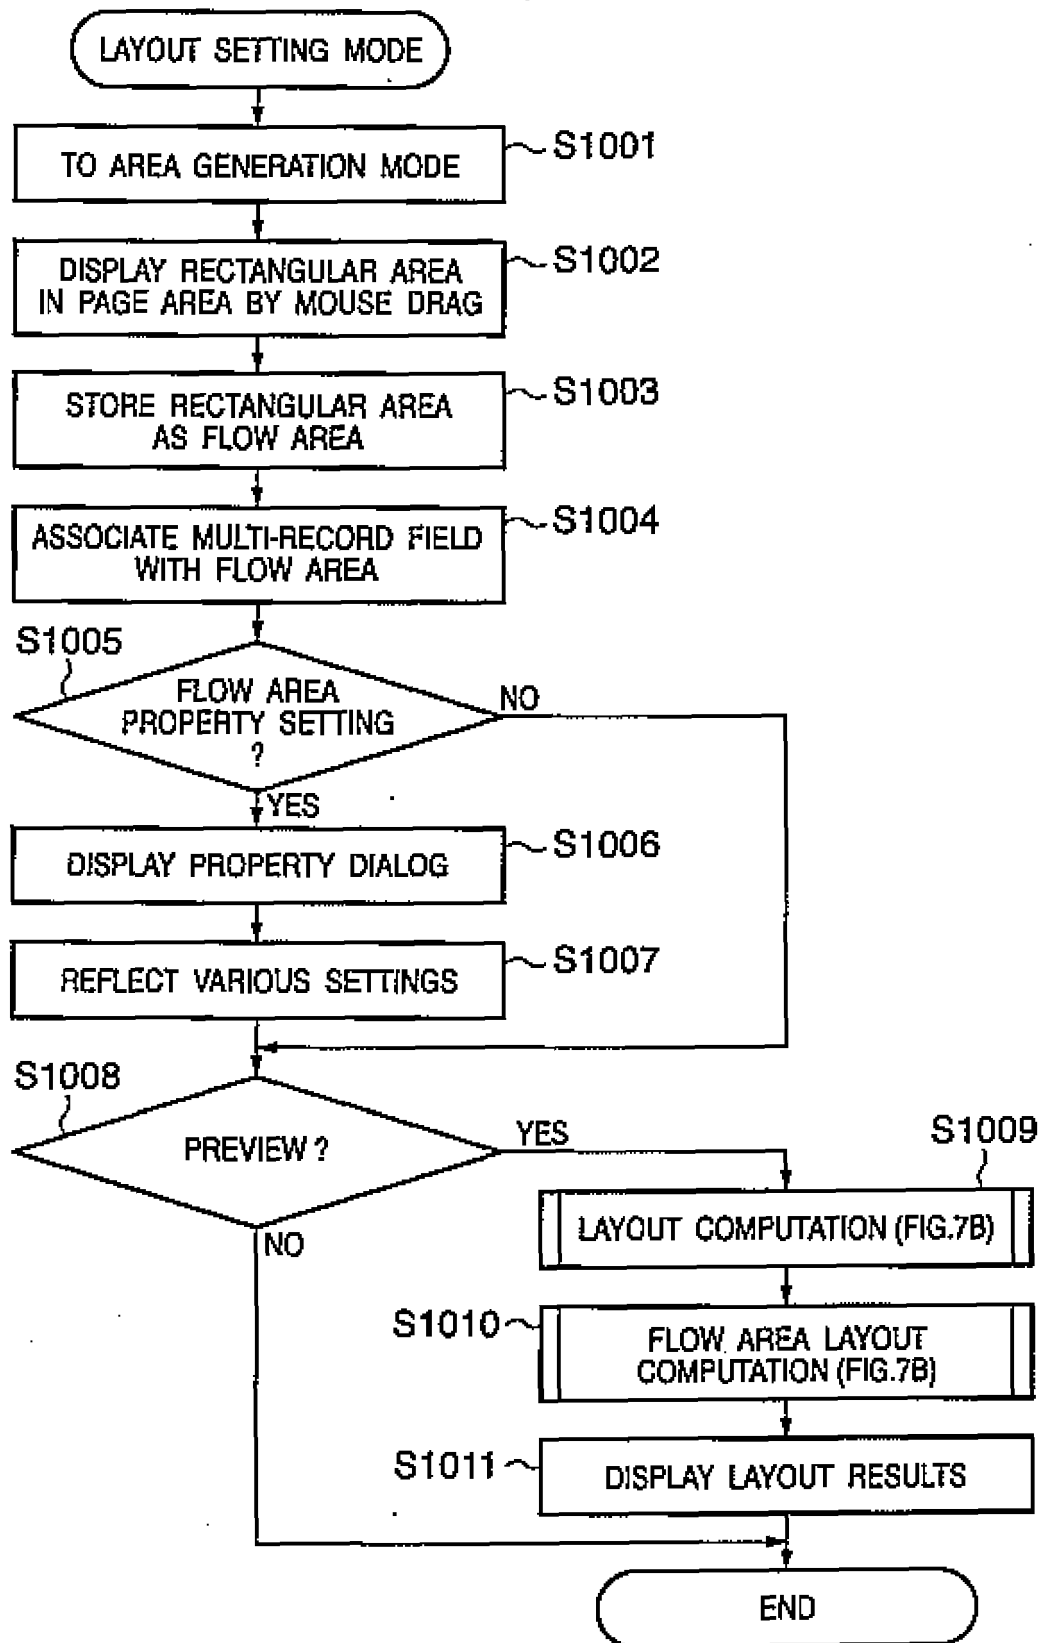 LAYOUT SETTING MODE
TO AREA GENERATION MODE
S1001
DISPLAY RECTANGULAR AREA
IN PAGE AREA BY MOUSE DRAG
S1002
STORE RECTANGULAR AREA
AS FLOW AREA
S1003
ASSOCIATE MULTI-RECORD FIELD
WITH FLOW AREA
S1004
S1005
FLOW AREA
PROPERTY SETTING
?
NO
YES
DISPLAY PROPERTY DIALOG
S1006
REFLECT VARIOUS SETTINGS
S1007
S1008
PREVIEW ?
YES
NO
S1009
LAYOUT COMPUTATION (FIG.7B)
S1010
FLOW AREA LAYOUT
COMPUTATION (FIG.7B)
S1011
DISPLAY LAYOUT RESULTS
END